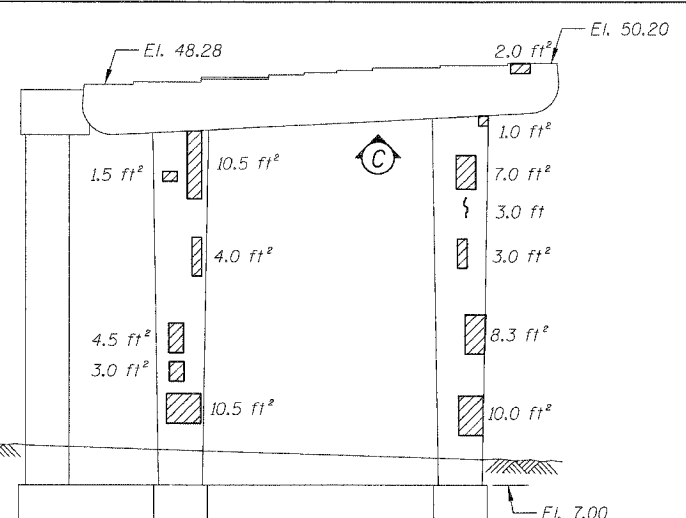 El. 50.20
El. 48.28
2.0 ft²
1.0 ft²
10.5 ft²
C
7.0 ft²
1.5 ft²
3.0 ft
4.0 ft²
3.0 ft²
4.5 ft²
8.3 ft²
3.0 ft²
10.5 ft²
10.0 ft²
El. 7.00